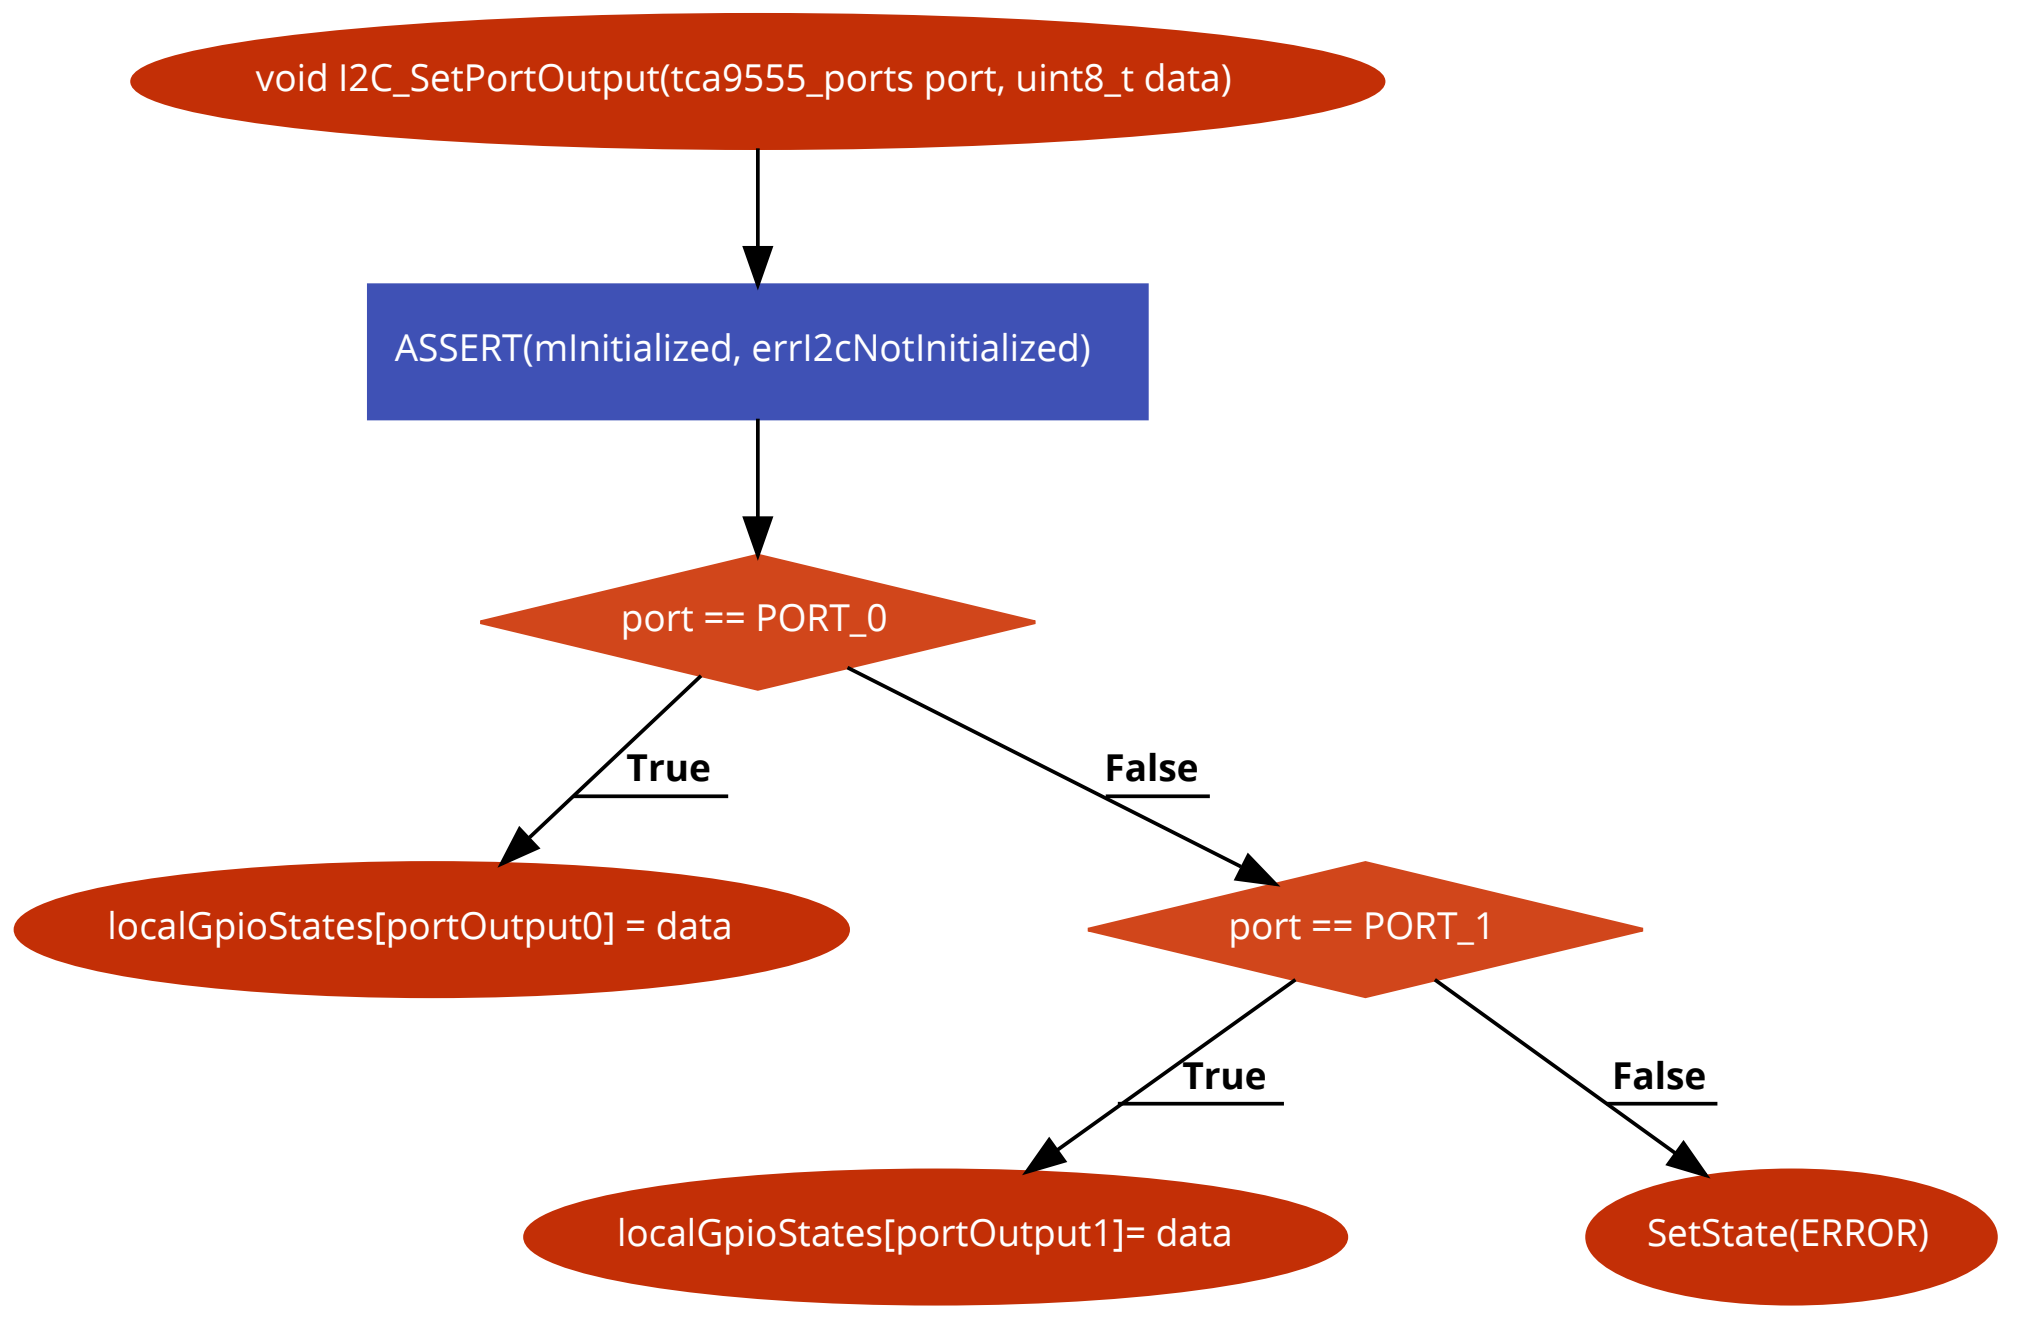 void I2C_SetPortOutput(tca9555_ports port, uint8_t data)
ASSERT(mInitialized, errI2cNotInitialized)
port == PORT_0
True
False
localGpioStates[portOutput0] = data
port == PORT_1
True
False
localGpioStates[portOutput1]= data
SetState(ERROR)